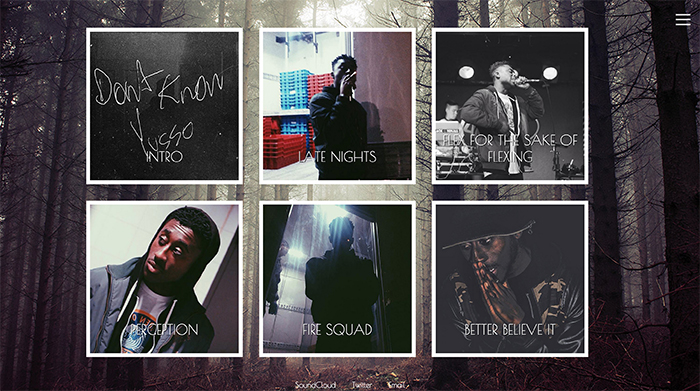 Don't Know
Yusso
INTRO
LATE NIGHTS
FLEX FOR THE SAKE OF
FLEXING
PERCEPTION
FIRE SQUAD
BETTER BELIEVE IT
SoundCloud Twitter Email